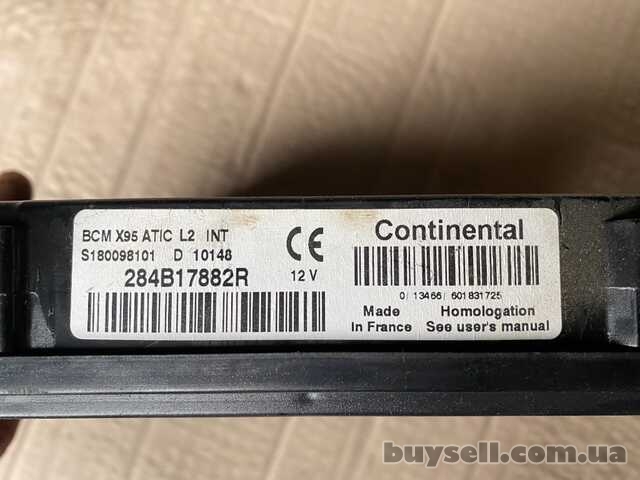 BCM X95 ATIC L2 INT
S180098101 D 10148
284B17882R
CE
12 V
Continental
0/13466/601831725
Made in France
Homologation
See user's manual
buysell.com.ua